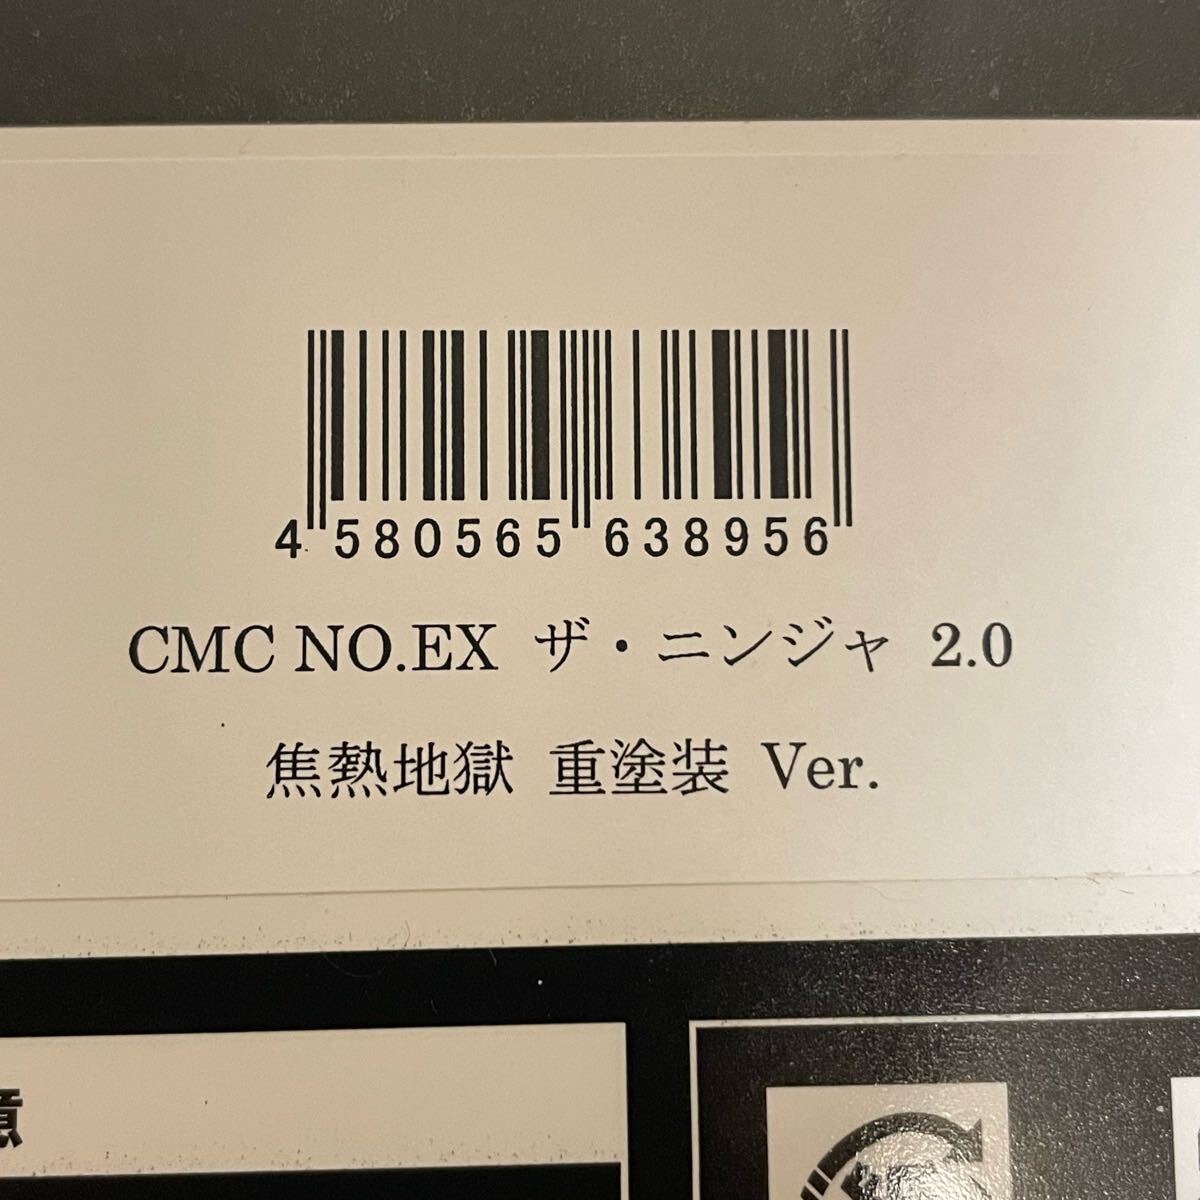 4 580565 638956
CMC NO.EX ザ・ニンジャ 2.0
焦熱地獄 重塗装 Ver.
意